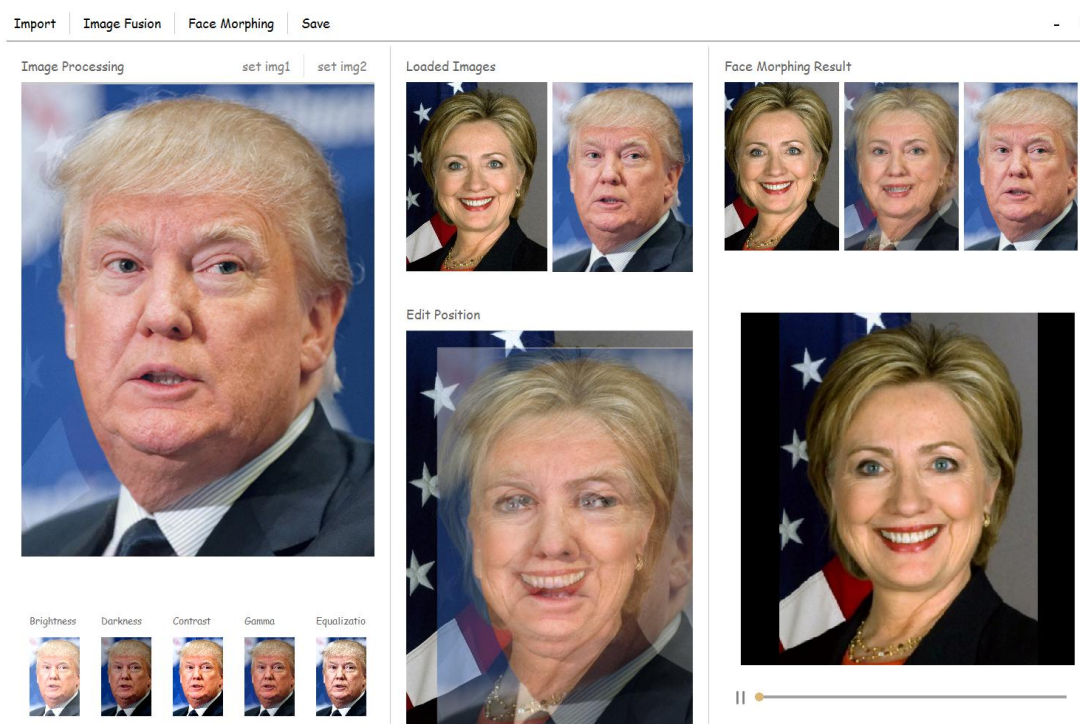 Import Image Fusion Face Morphing Save
Image Processing set img1 set img2
Loaded Images
Face Morphing Result
Edit Position
Brightness Darkness Contrast Gamma Equalizatio